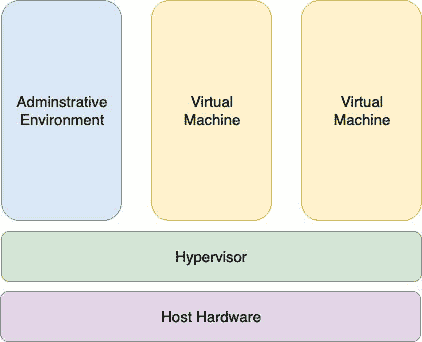 Adminstrative
Environment
Virtual
Machine
Virtual
Machine
Hypervisor
Host Hardware